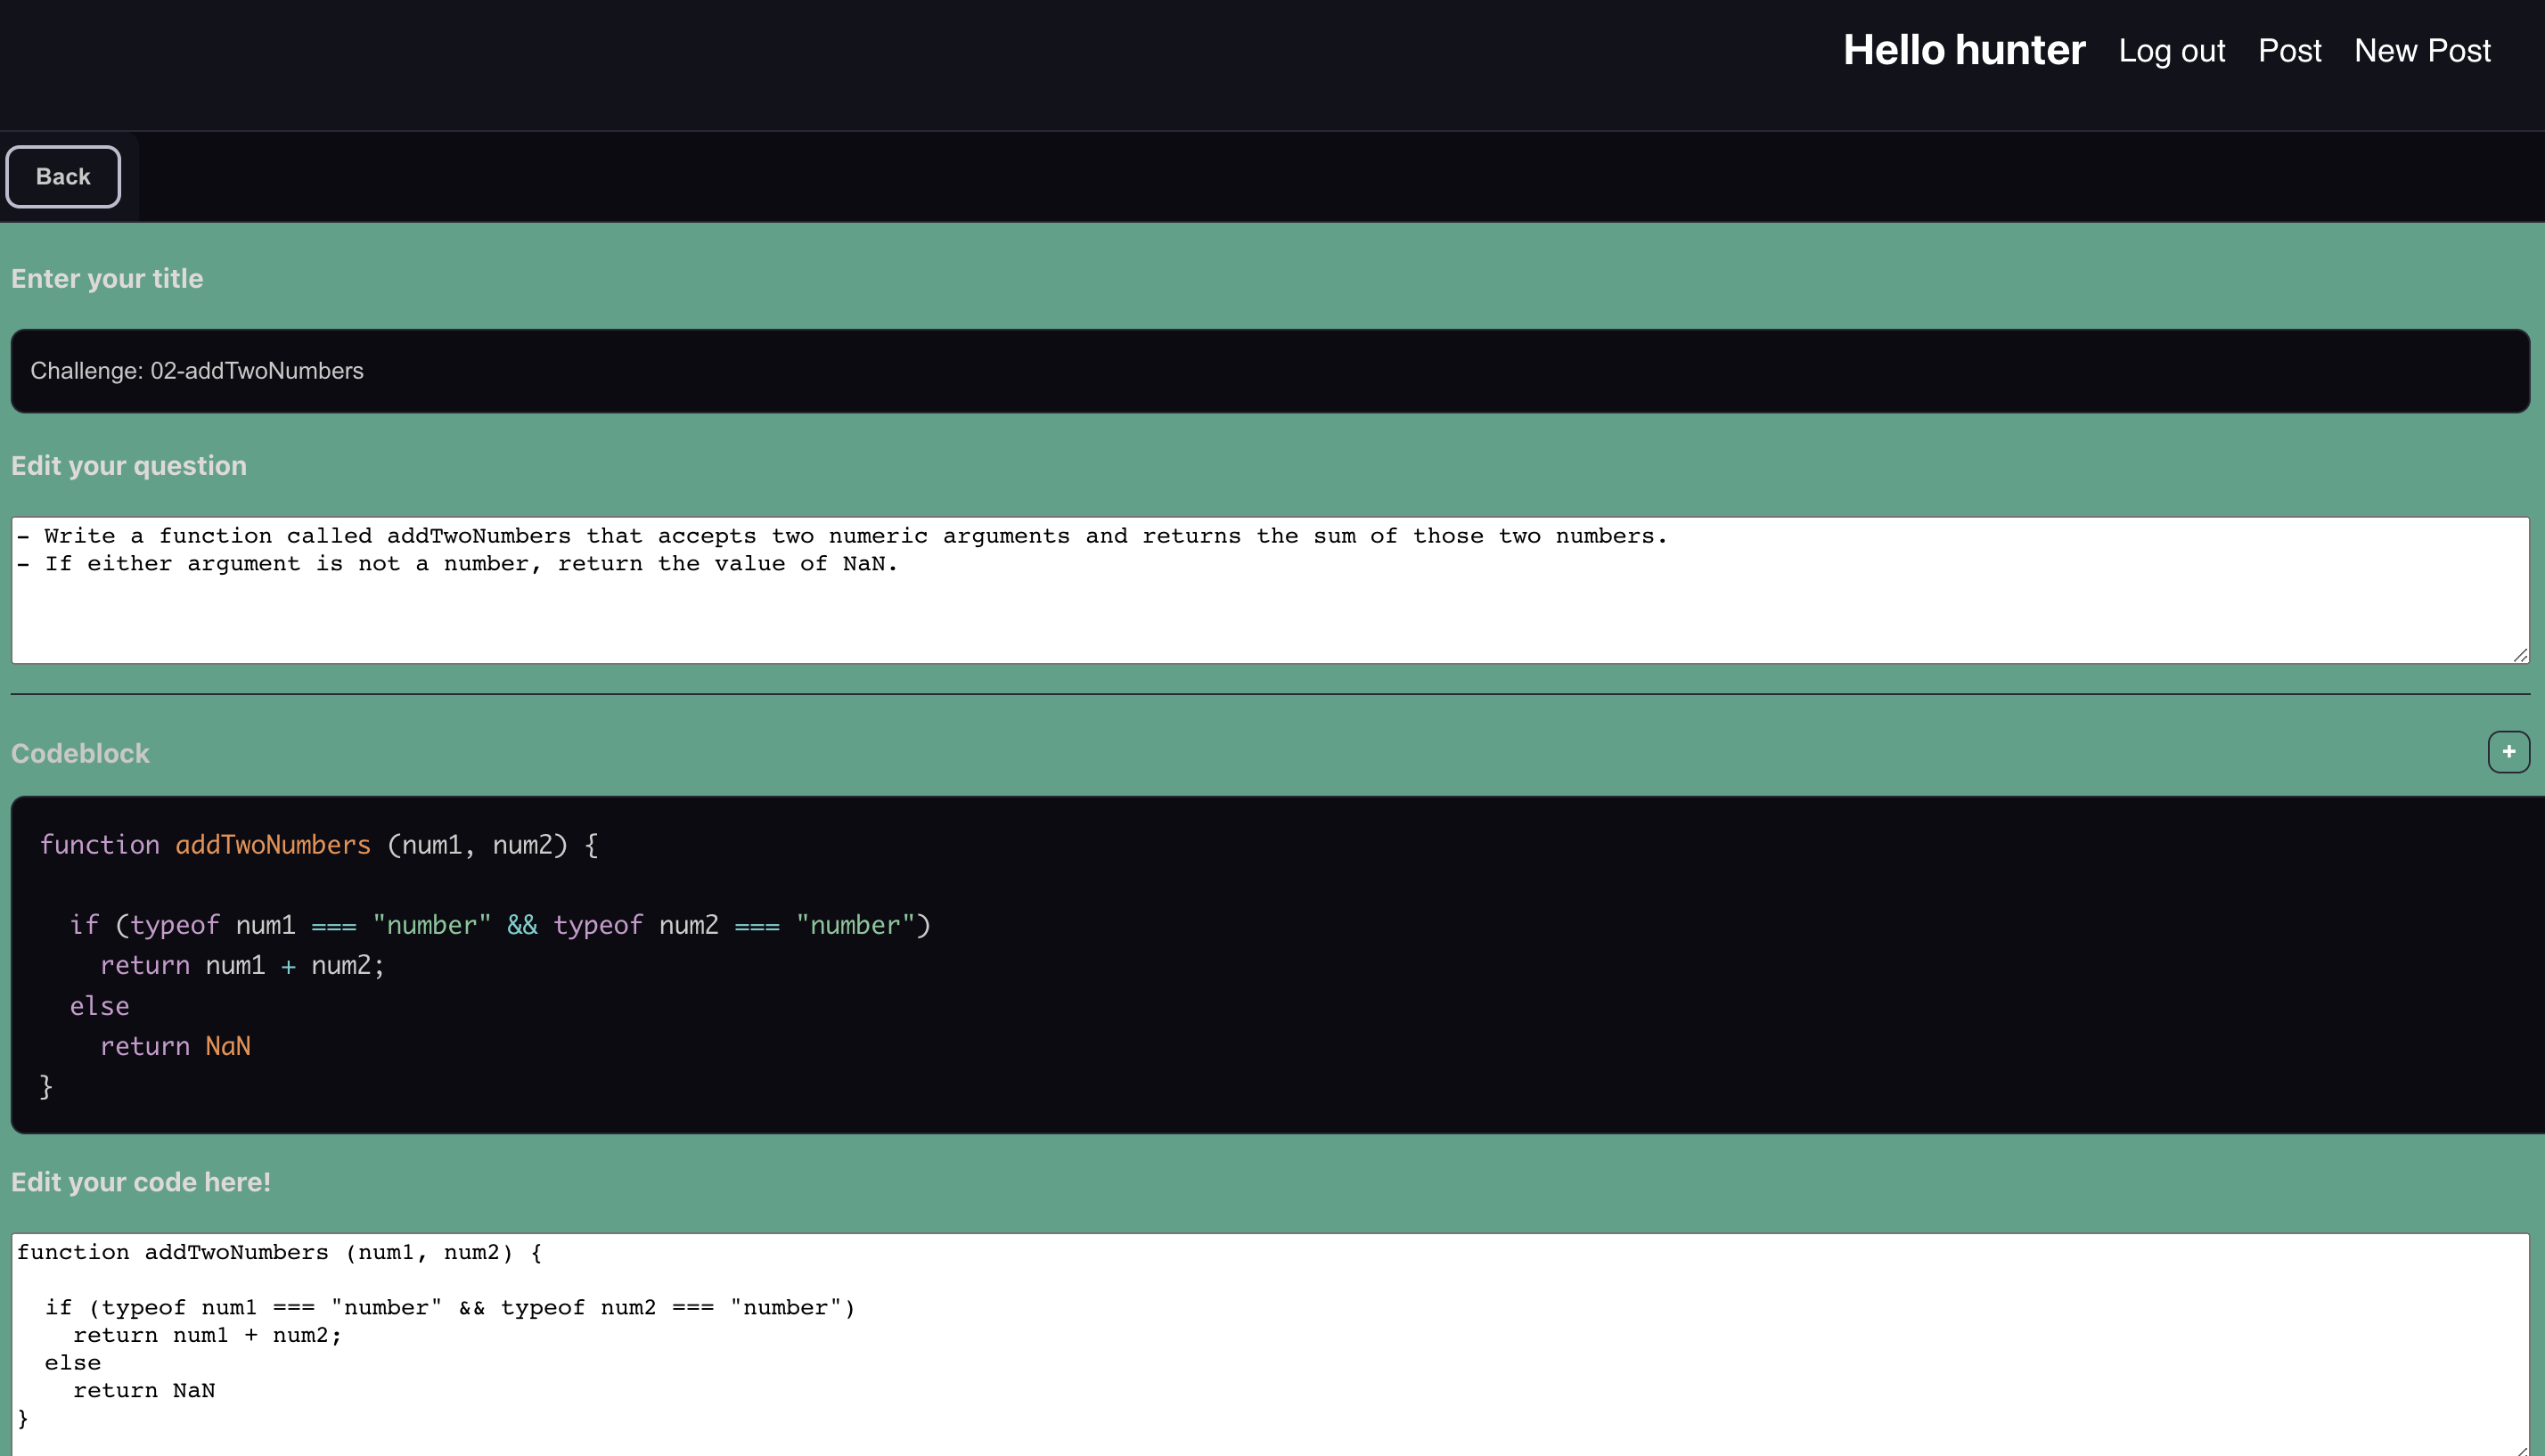 Hello hunter Log out Post New Post
Back
Enter your title
Challenge: 02-addTwoNumbers
Edit your question
- Write a function called addTwoNumbers that accepts two numeric arguments and returns the sum of those two numbers.
- If either argument is not a number, return the value of NaN.
Codeblock +
function addTwoNumbers (num1, num2) {
  if (typeof num1 === "number" && typeof num2 === "number")
    return num1 + num2;
  else
    return NaN
}
Edit your code here!
function addTwoNumbers (num1, num2) {
  if (typeof num1 === "number" && typeof num2 === "number")
    return num1 + num2;
  else
    return NaN
}